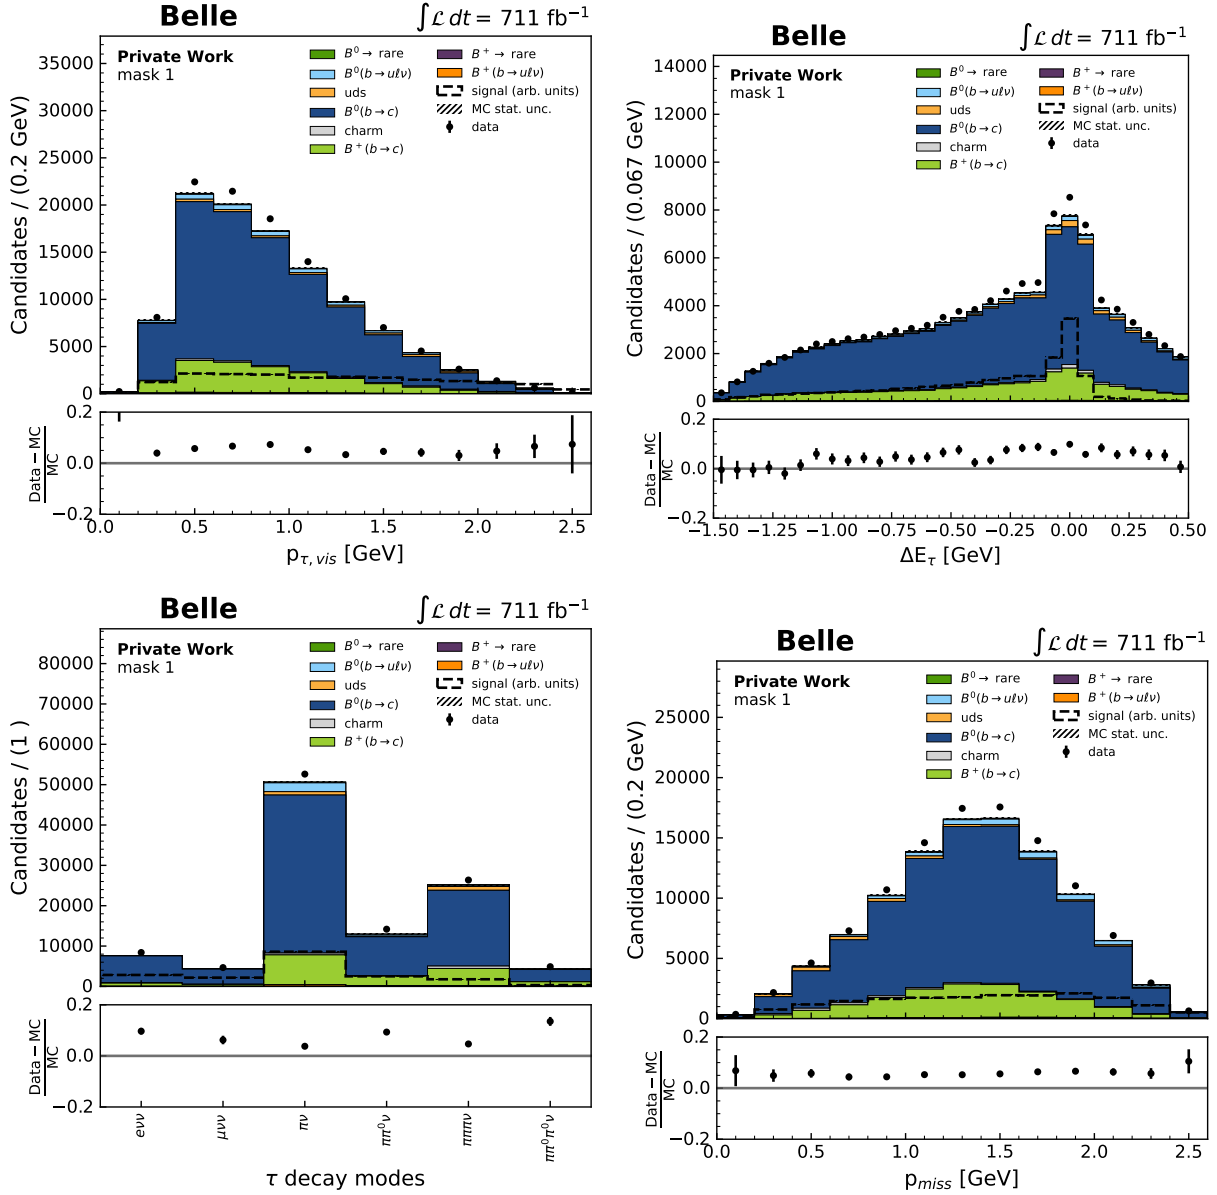 Belle
∫ℒ dt = 711 fb⁻¹
Private Work
mask 1
B⁰→ rare
B⁰(b→uℓν)
uds
B⁰(b→c)
charm
B⁺(b→c)
B⁺→ rare
B⁺(b→uℓν)
signal (arb. units)
MC stat. unc.
data
Candidates / (0.2 GeV)
35000
30000
25000
20000
15000
10000
5000
0
Data − MC
MC
0.2
0.0
−0.2
0.0 0.5 1.0 1.5 2.0 2.5
p_τ,vis [GeV]
Belle
∫ℒ dt = 711 fb⁻¹
Private Work
mask 1
B⁰→ rare
B⁰(b→uℓν)
uds
B⁰(b→c)
charm
B⁺(b→c)
B⁺→ rare
B⁺(b→uℓν)
signal (arb. units)
MC stat. unc.
data
Candidates / (0.067 GeV)
14000
12000
10000
8000
6000
4000
2000
0
Data − MC
MC
0.2
0.0
−0.2
−1.50 −1.25 −1.00 −0.75 −0.50 −0.25 0.00 0.25 0.50
ΔE_τ [GeV]
Belle
∫ℒ dt = 711 fb⁻¹
Private Work
mask 1
B⁰→ rare
B⁰(b→uℓν)
uds
B⁰(b→c)
charm
B⁺(b→c)
B⁺→ rare
B⁺(b→uℓν)
signal (arb. units)
MC stat. unc.
data
Candidates / (1 )
80000
70000
60000
50000
40000
30000
20000
10000
0
Data − MC
MC
0.2
0.0
−0.2
eνν μνν πν ππ⁰ν πππν ππ⁰π⁰ν
τ decay modes
Belle
∫ℒ dt = 711 fb⁻¹
Private Work
mask 1
B⁰→ rare
B⁰(b→uℓν)
uds
B⁰(b→c)
charm
B⁺(b→c)
B⁺→ rare
B⁺(b→uℓν)
signal (arb. units)
MC stat. unc.
data
Candidates / (0.2 GeV)
25000
20000
15000
10000
5000
0
Data − MC
MC
0.2
0.0
−0.2
0.0 0.5 1.0 1.5 2.0 2.5
p_miss [GeV]